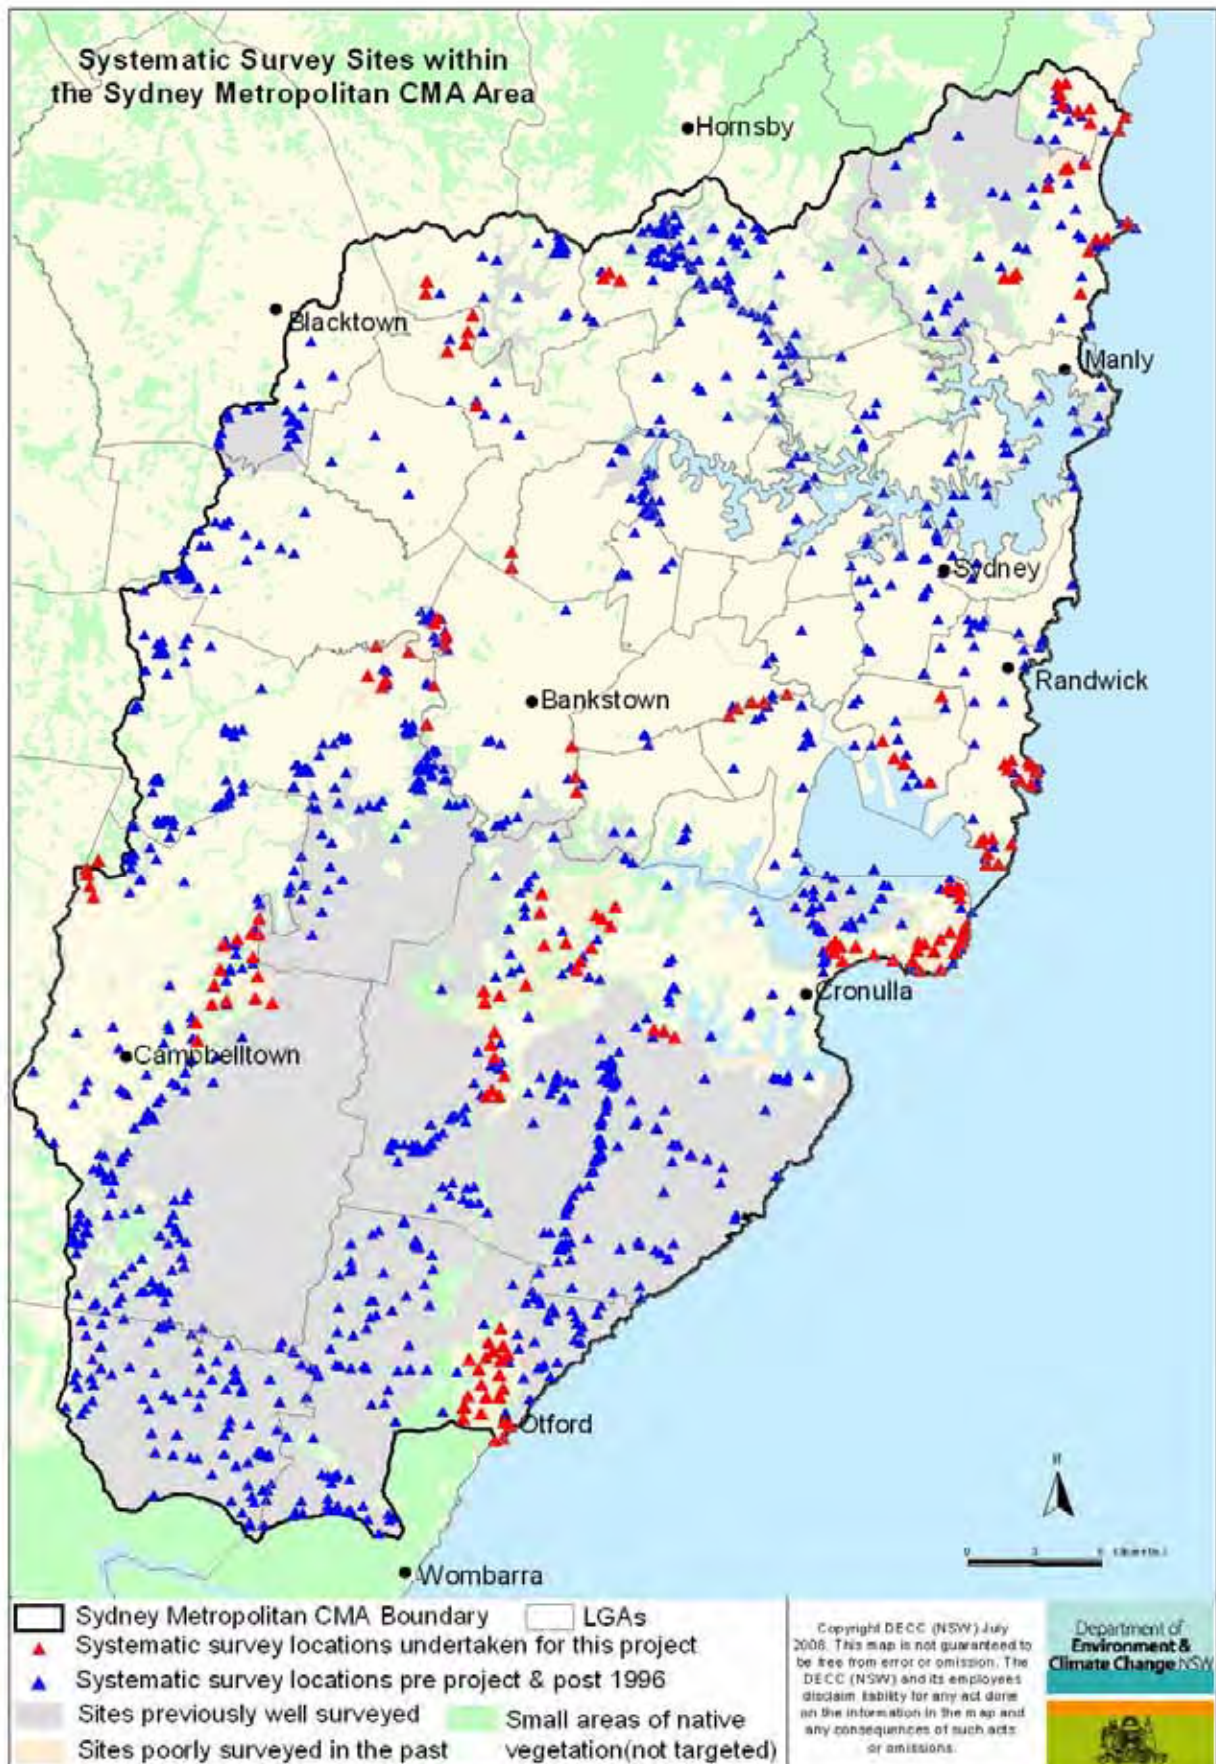 Systematic Survey Sites within
the Sydney Metropolitan CMA Area
Hornsby
Blacktown
Manly
Sydney
Randwick
Bankstown
Cronulla
Campbelltown
Otford
Wombarra
Sydney Metropolitan CMA Boundary
LGAs
Systematic survey locations undertaken for this project
Systematic survey locations pre project & post 1996
Sites previously well surveyed
Small areas of native
vegetation(not targeted)
Sites poorly surveyed in the past
Copyright DECC (NSW) July
2008. This map is not guaranteed to
be free from error or omission. The
DECC (NSW) and its employees
disclaim liability for any act done
on the information in the map and
any consequences of such acts
or omissions.
Department of
Environment &
Climate Change NSW